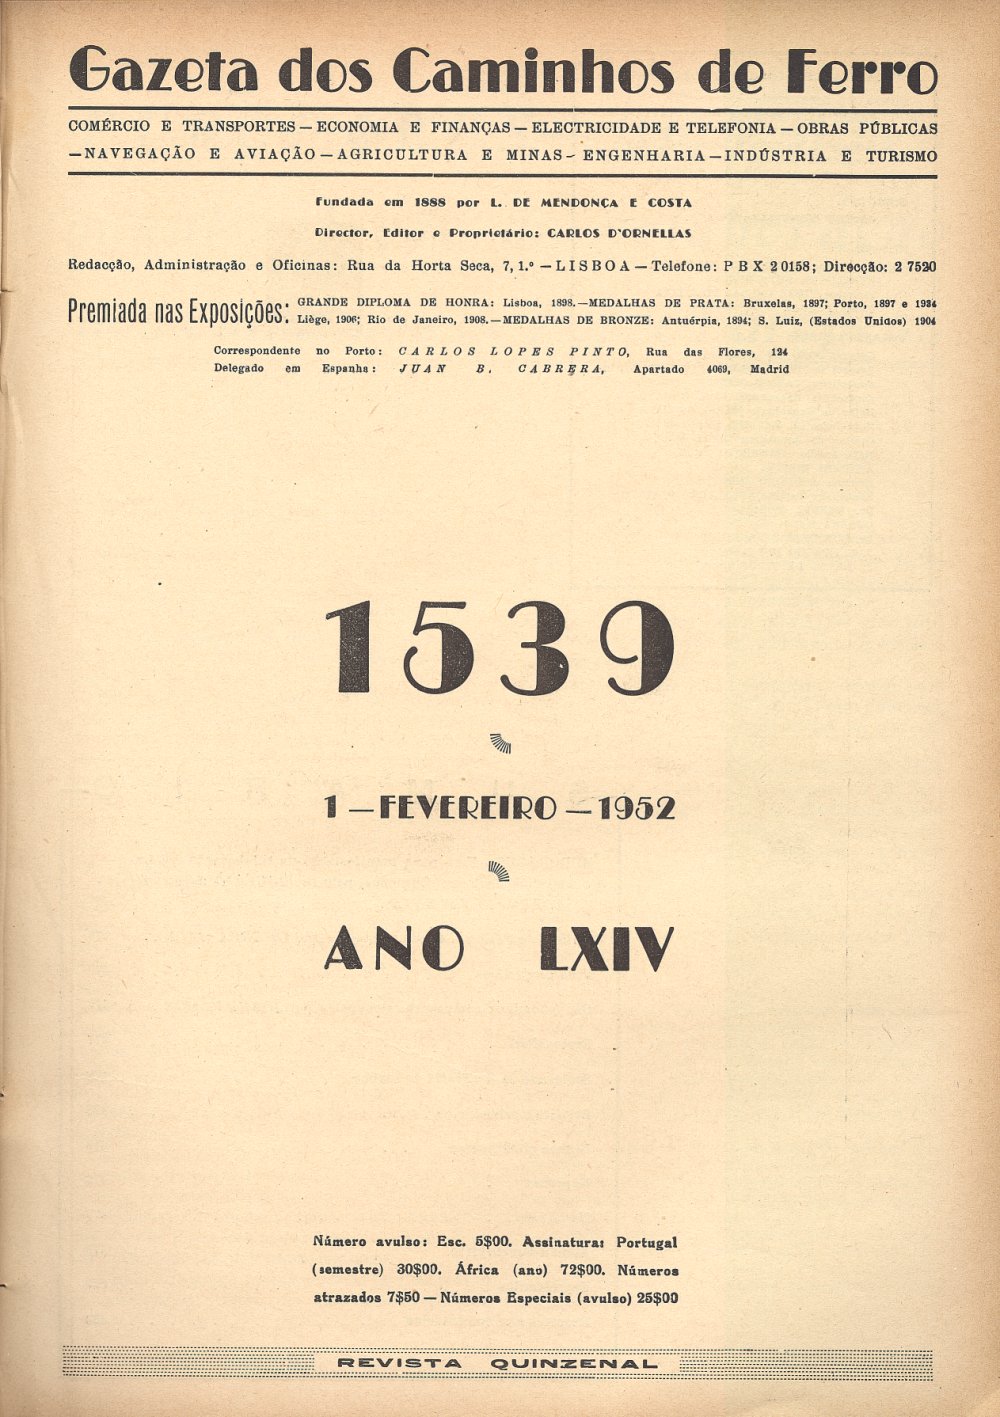 Gazeta dos Caminhos de Ferro
COMÉRCIO E TRANSPORTES — ECONOMIA E FINANÇAS — ELECTRICIDADE E TELEFONIA — OBRAS PÚBLICAS
— NAVEGAÇÃO E AVIAÇÃO — AGRICULTURA E MINAS — ENGENHARIA — INDÚSTRIA E TURISMO
Fundada em 1888 por L. DE MENDONÇA E COSTA
Director, Editor e Proprietário: CARLOS D'ORNELLAS
Redacção, Administração e Oficinas: Rua da Horta Seca, 7, 1.º — LISBOA — Telefone: PBX 20158; Direcção: 2 7520
Premiada nas Exposições:
GRANDE DIPLOMA DE HONRA: Lisboa, 1898. — MEDALHAS DE PRATA: Bruxelas, 1897; Porto, 1897 e 1934
Liège, 1906; Rio de Janeiro, 1908. — MEDALHAS DE BRONZE: Antuérpia, 1894; S. Luiz, (Estados Unidos) 1904
Correspondente no Porto: CARLOS LOPES PINTO, Rua das Flores, 124
Delegado em Espanha: JUAN B. CABRERA, Apartado 4069, Madrid
1539
1 — FEVEREIRO — 1952
ANO LXIV
Número avulso: Esc. 5$00. Assinatura: Portugal
(semestre) 30$00. África (ano) 72$00. Números
atrazados 7$50 — Números Especiais (avulso) 25$00
REVISTA QUINZENAL